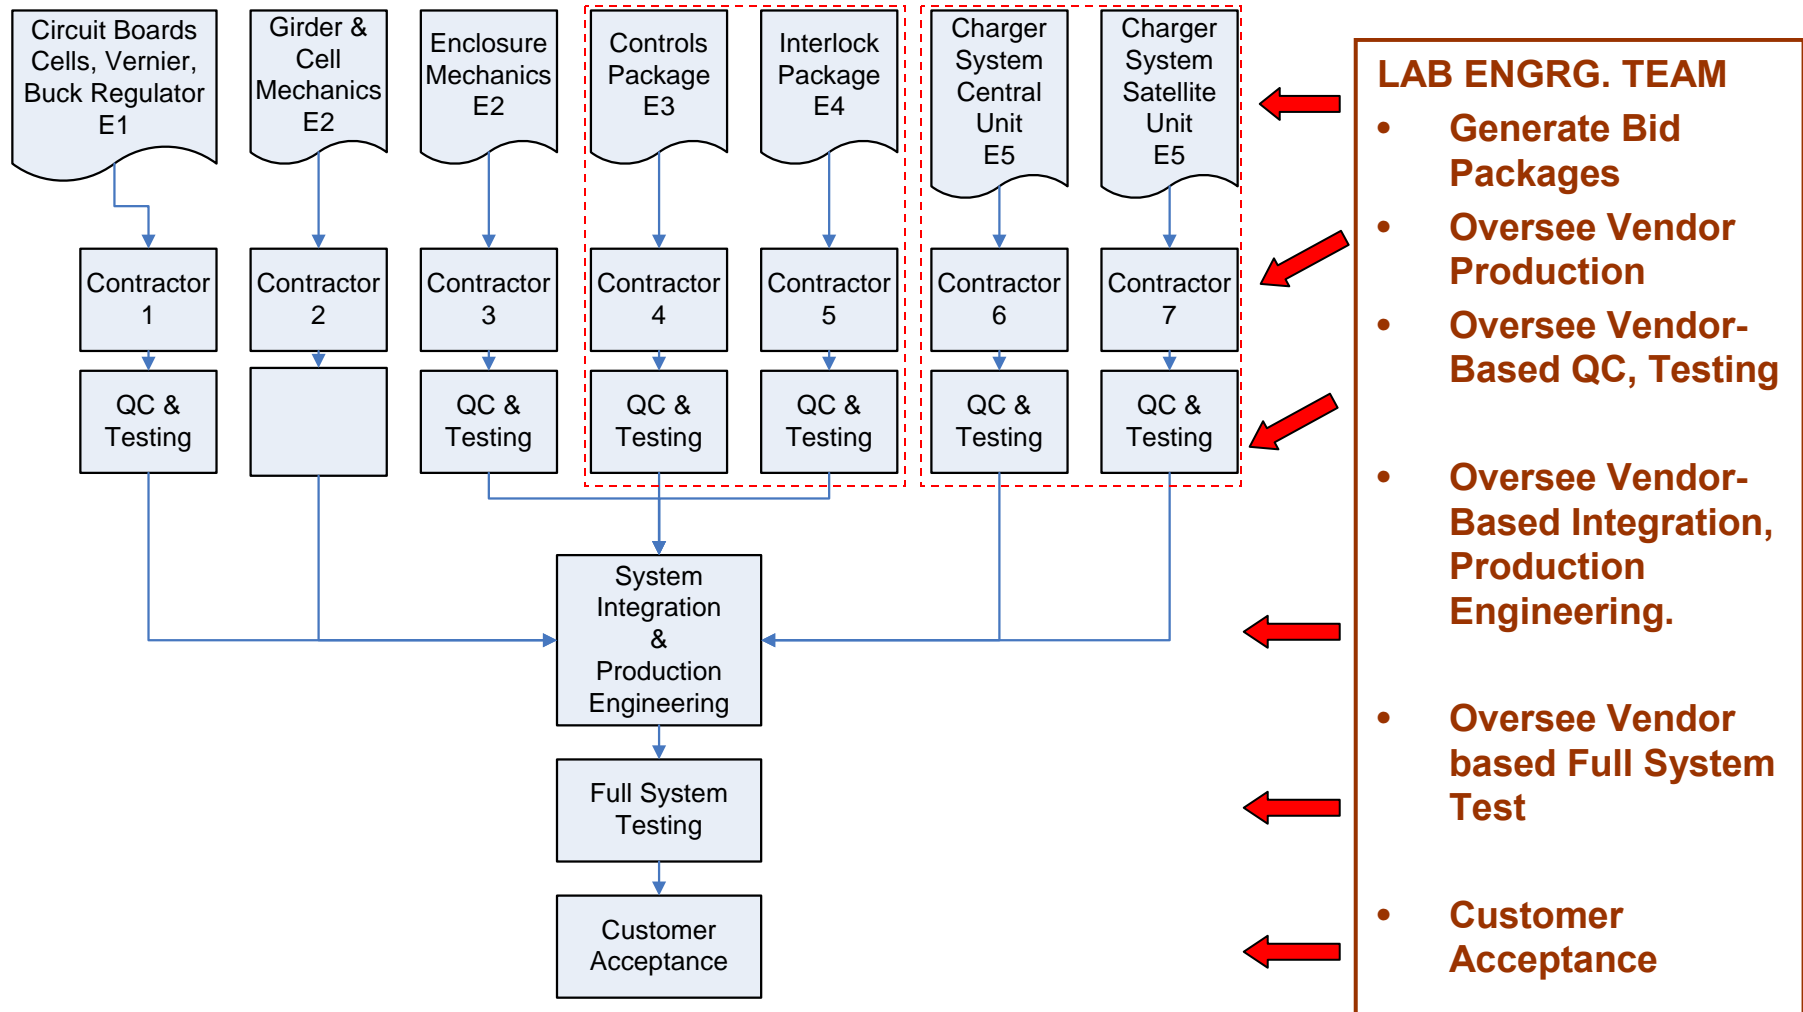 Circuit Boards
Cells, Vernier,
Buck Regulator
E1
Girder &
Cell
Mechanics
E2
Enclosure
Mechanics
E2
Controls
Package
E3
Interlock
Package
E4
Charger
System
Central
Unit
E5
Charger
System
Satellite
Unit
E5
Contractor
1
Contractor
2
Contractor
3
Contractor
4
Contractor
5
Contractor
6
Contractor
7
QC &
Testing
QC &
Testing
QC &
Testing
QC &
Testing
QC &
Testing
QC &
Testing
System
Integration
&
Production
Engineering
Full System
Testing
Customer
Acceptance
LAB ENGRG. TEAM
• Generate Bid
Packages
• Oversee Vendor
Production
• Oversee Vendor-
Based QC, Testing
• Oversee Vendor-
Based Integration,
Production
Engineering.
• Oversee Vendor
based Full System
Test
• Customer
Acceptance